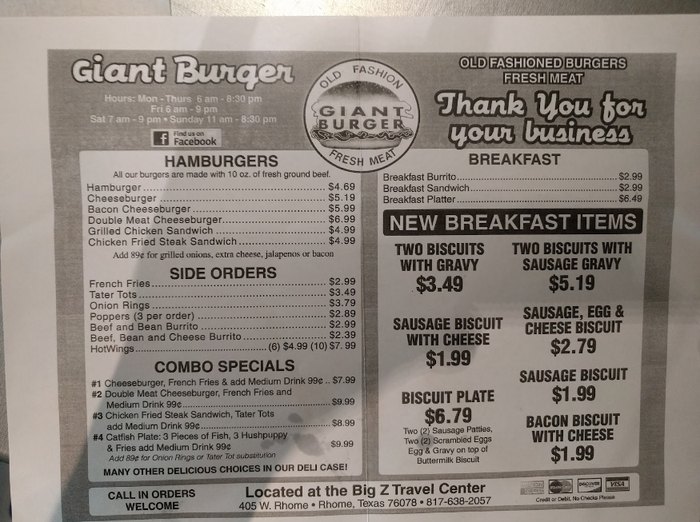 Giant Burger
Hours: Mon - Thurs 6 am - 8:30 pm
Fri 6 am - 9 pm
Sat 7 am - 9 pm • Sunday 11 am - 8:30 pm
Find us on
Facebook
OLD FASHION
GIANT
BURGER
FRESH MEAT
OLD FASHIONED BURGERS
FRESH MEAT
Thank You for
your business
HAMBURGERS
All our burgers are made with 10 oz. of fresh ground beef.
Hamburger $4.69
Cheeseburger $5.19
Bacon Cheeseburger $5.99
Double Meat Cheeseburger $6.99
Grilled Chicken Sandwich $4.99
Chicken Fried Steak Sandwich $4.99
Add 89¢ for grilled onions, extra cheese, jalapenos or bacon
SIDE ORDERS
French Fries $2.99
Tater Tots $3.49
Onion Rings $3.79
Poppers (3 per order) $2.89
Beef and Bean Burrito $2.99
Beef, Bean and Cheese Burrito $2.39
HotWings (6) $4.99 (10) $7.99
COMBO SPECIALS
#1 Cheeseburger, French Fries & add Medium Drink 99¢ .. $7.99
#2 Double Meat Cheeseburger, French Fries and
Medium Drink 99¢ $9.99
#3 Chicken Fried Steak Sandwich, Tater Tots
add Medium Drink 99¢ $8.99
#4 Catfish Plate: 3 Pieces of Fish, 3 Hushpuppy
& Fries add Medium Drink 99¢ $9.99
Add 89¢ for Onion Rings or Tater Tot substitution
MANY OTHER DELICIOUS CHOICES IN OUR DELI CASE!
BREAKFAST
Breakfast Burrito $2.99
Breakfast Sandwich $2.99
Breakfast Platter $6.49
NEW BREAKFAST ITEMS
TWO BISCUITS
WITH GRAVY
$3.49
TWO BISCUITS WITH
SAUSAGE GRAVY
$5.19
SAUSAGE BISCUIT
WITH CHEESE
$1.99
SAUSAGE, EGG &
CHEESE BISCUIT
$2.79
SAUSAGE BISCUIT
$1.99
BISCUIT PLATE
$6.79
Two (2) Sausage Patties,
Two (2) Scrambled Eggs
Egg & Gravy on top of
Buttermilk Biscuit
BACON BISCUIT
WITH CHEESE
$1.99
CALL IN ORDERS
WELCOME
Located at the Big Z Travel Center
405 W. Rhome • Rhome, Texas 76078 • 817-638-2057
MasterCard DISCOVER VISA
Credit or Debit, No Checks Please